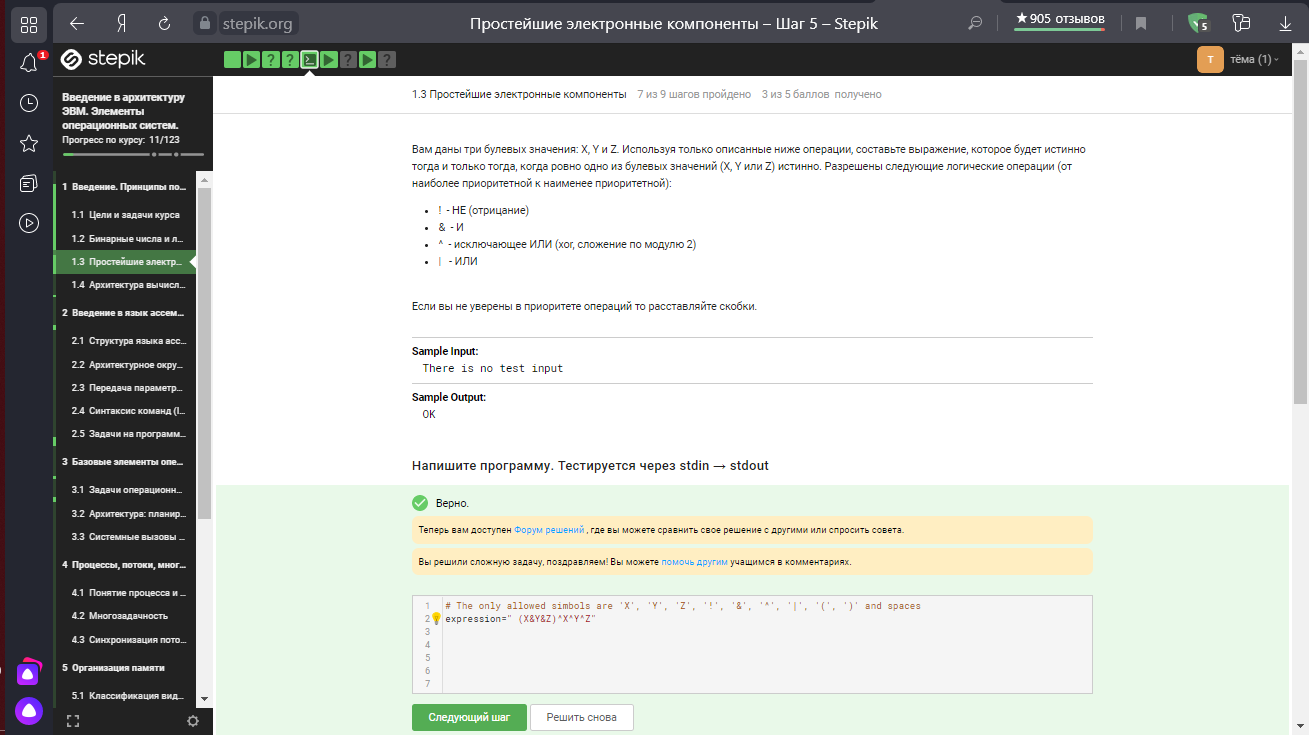 stepik.org
Простейшие электронные компоненты – Шаг 5 – Stepik
★905 отзывов
5
1
stepik
Т
тёма (1)
Введение в архитектуру
ЭВМ. Элементы
операционных систем.
Прогресс по курсу: 11/123
1 Введение. Принципы по...
1.1 Цели и задачи курса
1.2 Бинарные числа и л...
1.3 Простейшие электр...
1.4 Архитектура вычисл...
2 Введение в язык ассем...
2.1 Структура языка асс...
2.2 Архитектурное окру...
2.3 Передача параметр...
2.4 Синтаксис команд (I...
2.5 Задачи на программ...
3 Базовые элементы опе...
3.1 Задачи операционн...
3.2 Архитектура: планир...
3.3 Системные вызовы ...
4 Процессы, потоки, мног...
4.1 Понятие процесса и ...
4.2 Многозадачность
4.3 Синхронизация пото...
5 Организация памяти
5.1 Классификация вид...
1.3 Простейшие электронные компоненты 7 из 9 шагов пройдено 3 из 5 баллов получено
Вам даны три булевых значения: X, Y и Z. Используя только описанные ниже операции, составьте выражение, которое будет истинно
тогда и только тогда, когда ровно одно из булевых значений (X, Y или Z) истинно. Разрешены следующие логические операции (от
наиболее приоритетной к наименее приоритетной):
• ! - НЕ (отрицание)
• & - И
• ^ - исключающее ИЛИ (xor, сложение по модулю 2)
• | - ИЛИ
Если вы не уверены в приоритете операций то расставляйте скобки.
Sample Input:
There is no test input
Sample Output:
OK
Напишите программу. Тестируется через stdin → stdout
Верно.
Теперь вам доступен Форум решений , где вы можете сравнить свое решение с другими или спросить совета.
Вы решили сложную задачу, поздравляем! Вы можете помочь другим учащимся в комментариях.
1 # The only allowed simbols are 'X', 'Y', 'Z', '!', '&', '^', '|', '(', ')' and spaces
2 expression=" (X&Y&Z)^X^Y^Z"
3
4
5
6
7
Следующий шаг
Решить снова